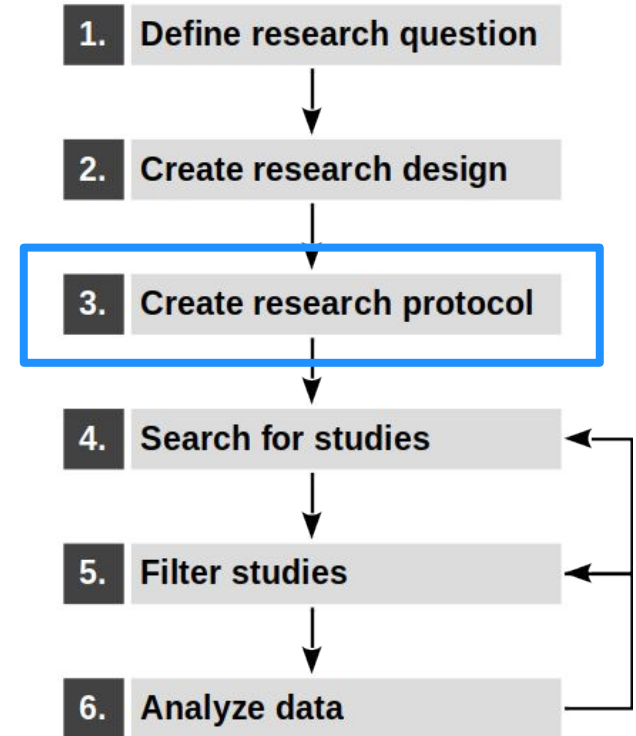 1. Define research question
2. Create research design
3. Create research protocol
4. Search for studies
5. Filter studies
6. Analyze data